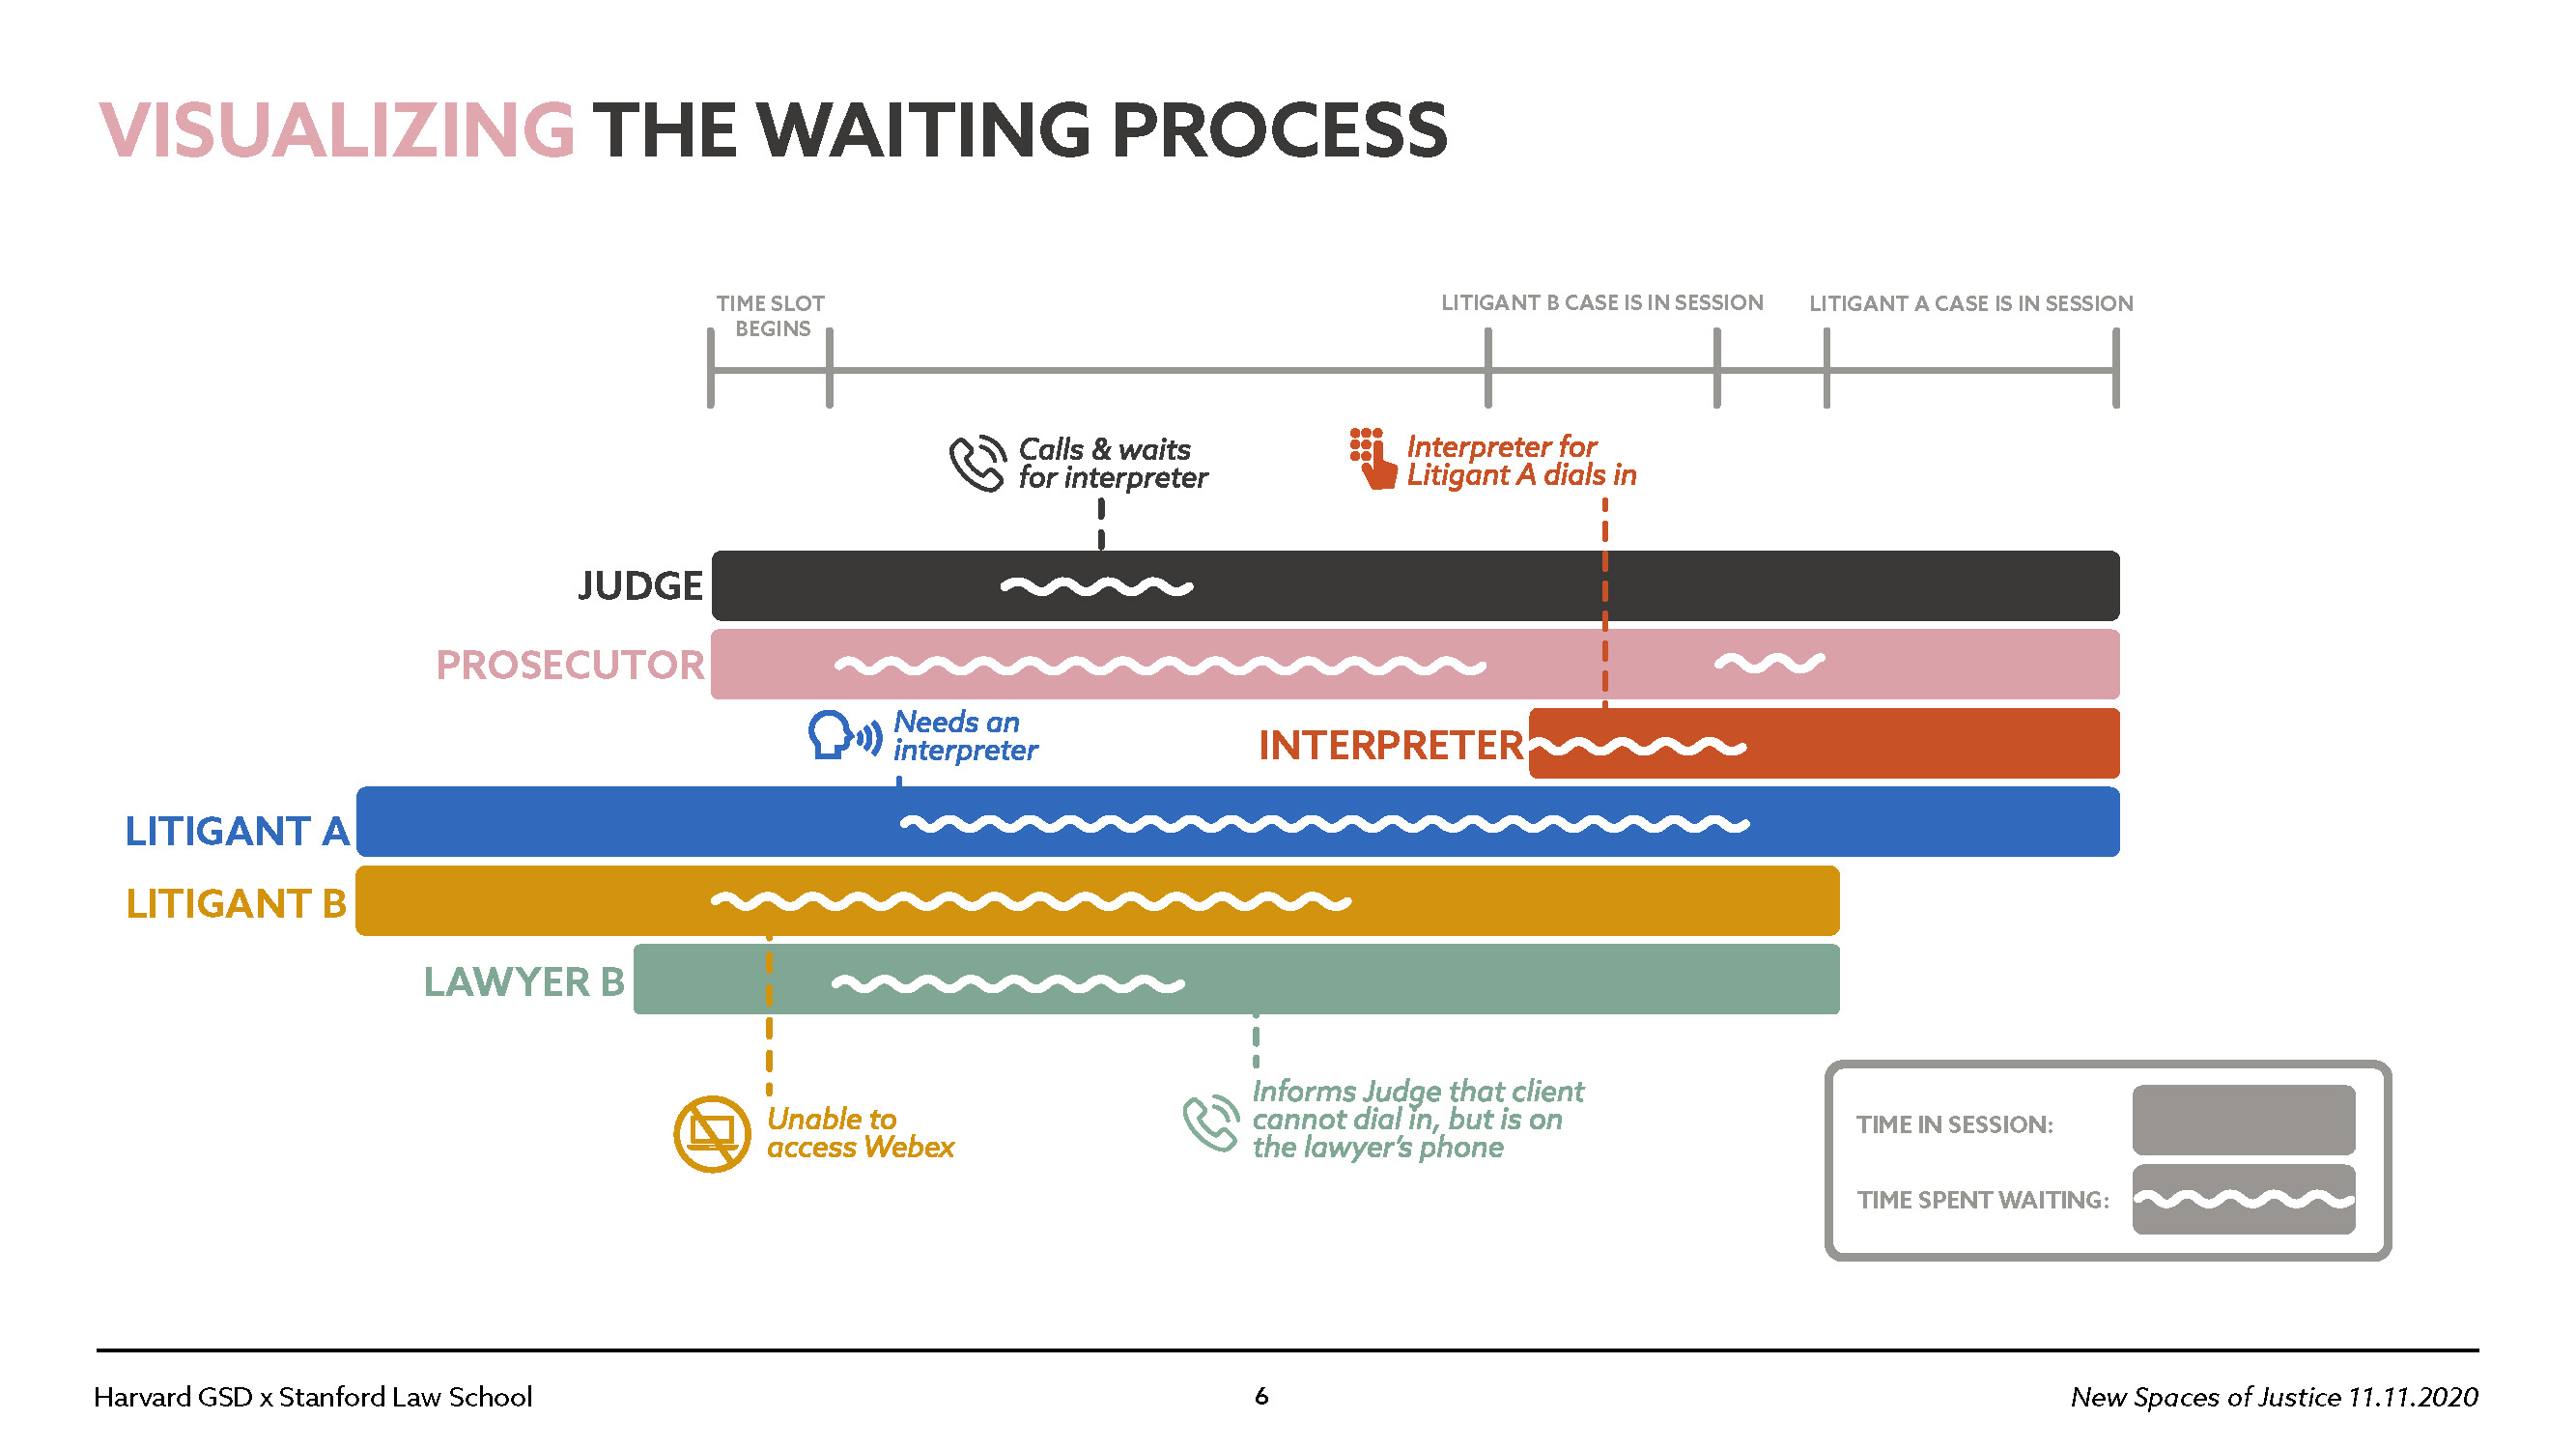 VISUALIZING THE WAITING PROCESS
TIME SLOT
BEGINS
LITIGANT B CASE IS IN SESSION
LITIGANT A CASE IS IN SESSION
Calls & waits
for interpreter
Interpreter for
Litigant A dials in
JUDGE
PROSECUTOR
Needs an
interpreter
INTERPRETER
LITIGANT A
LITIGANT B
LAWYER B
Unable to
access Webex
Informs Judge that client
cannot dial in, but is on
the lawyer's phone
TIME IN SESSION:
TIME SPENT WAITING:
Harvard GSD x Stanford Law School
6
New Spaces of Justice 11.11.2020